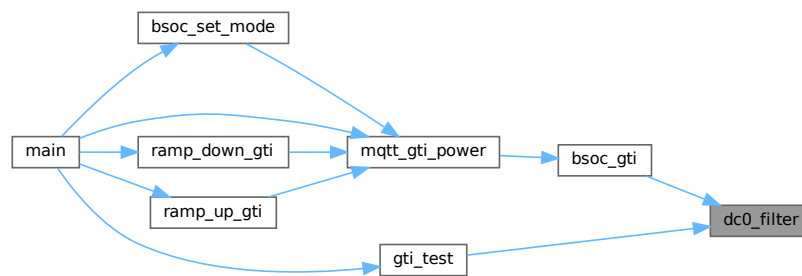 bsoc_set_mode
main
ramp_down_gti
mqtt_gti_power
bsoc_gti
ramp_up_gti
dc0_filter
gti_test